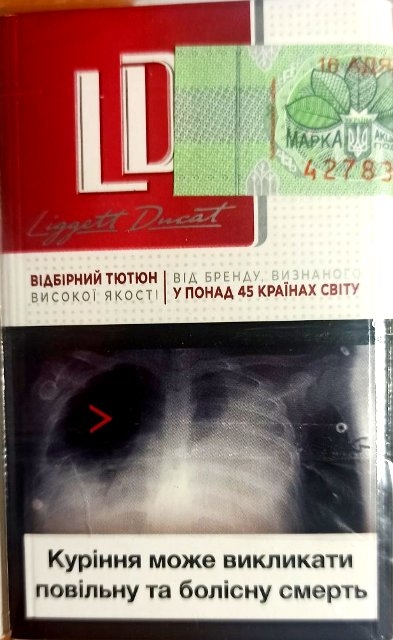 LD
Liggett Ducat
МАРКА
42783
ВІДБІРНИЙ ТЮТЮН
ВИСОКОЇ ЯКОСТІ
ВІД БРЕНДУ, ВИЗНАНОГО
У ПОНАД 45 КРАЇНАХ СВІТУ
Куріння може викликати
повільну та болісну смерть